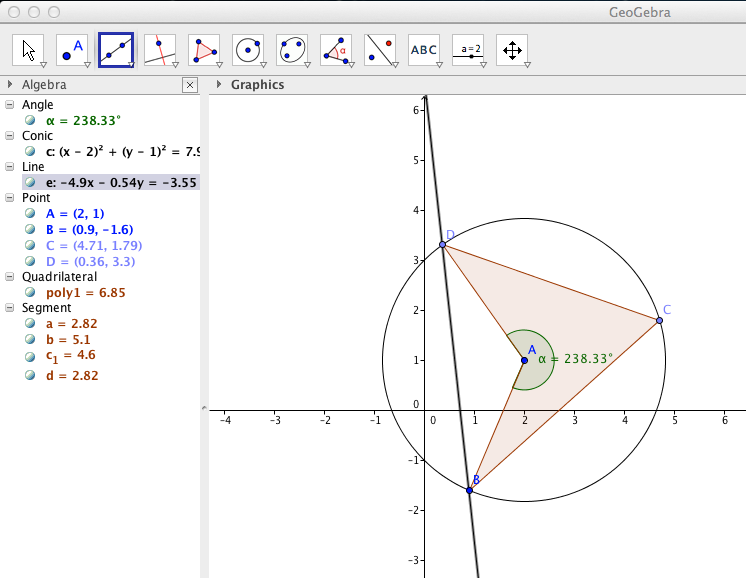 GeoGebra
A
α
ABC
a=2
Algebra
Graphics
Angle
α = 238.33°
Conic
c: (x − 2)² + (y − 1)² = 7.9
Line
e: −4.9x − 0.54y = −3.55
Point
A = (2, 1)
B = (0.9, −1.6)
C = (4.71, 1.79)
D = (0.36, 3.3)
Quadrilateral
poly1 = 6.85
Segment
a = 2.82
b = 5.1
c₁ = 4.6
d = 2.82
6
5
4
D
3
C
2
A
1
α = 238.33°
0
−4 −3 −2 −1 0 1 2 3 4 5 6
−1
B
−2
−3